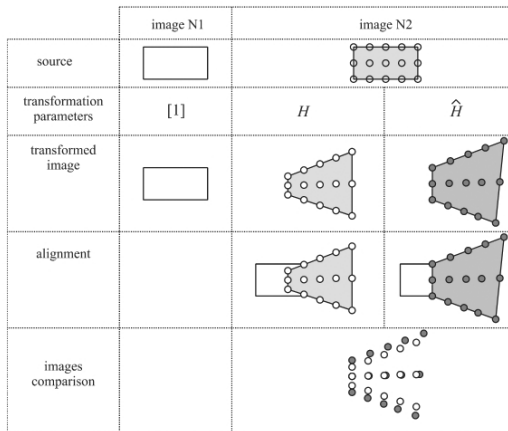 image N1
image N2
source
transformation
parameters
[1]
H
Ĥ
transformed
image
alignment
images
comparison